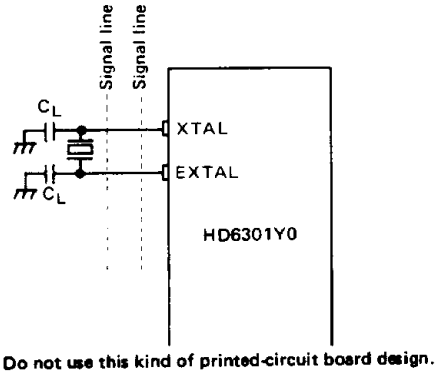 Signal line
Signal line
CL
XTAL
EXTAL
CL
HD6301Y0
Do not use this kind of printed-circuit board design.